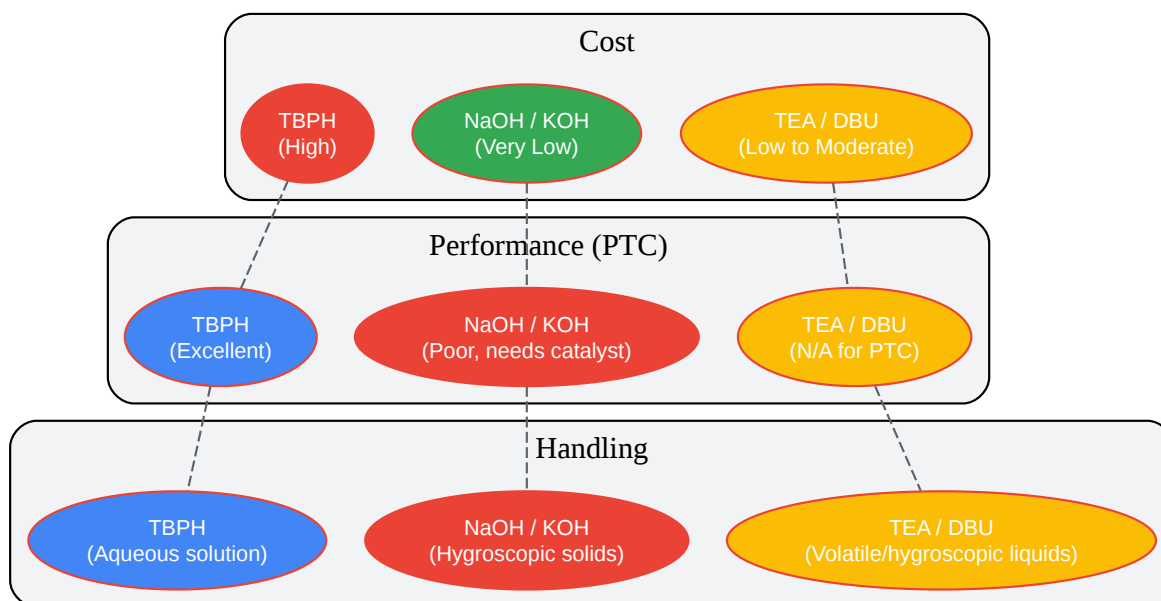 Cost
TBPH
(High)
NaOH / KOH
(Very Low)
TEA / DBU
(Low to Moderate)
Performance (PTC)
TBPH
(Excellent)
NaOH / KOH
(Poor, needs catalyst)
TEA / DBU
(N/A for PTC)
Handling
TBPH
(Aqueous solution)
NaOH / KOH
(Hygroscopic solids)
TEA / DBU
(Volatile/hygroscopic liquids)